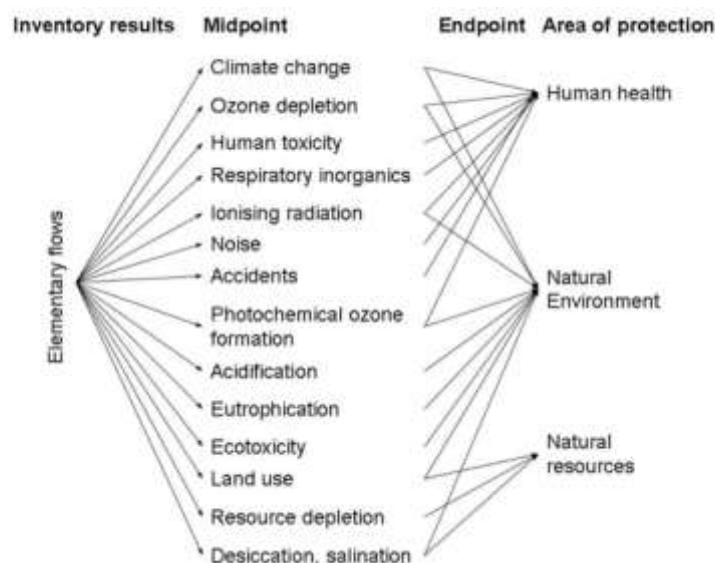 Inventory results Midpoint Endpoint Area of protection
Climate change
Human health
Ozone depletion
Human toxicity
Respiratory inorganics
Ionising radiation
Noise
Elementary flows
Accidents
Natural
Environment
Photochemical ozone
formation
Acidification
Eutrophication
Ecotoxicity
Natural
resources
Land use
Resource depletion
Desiccation, salination